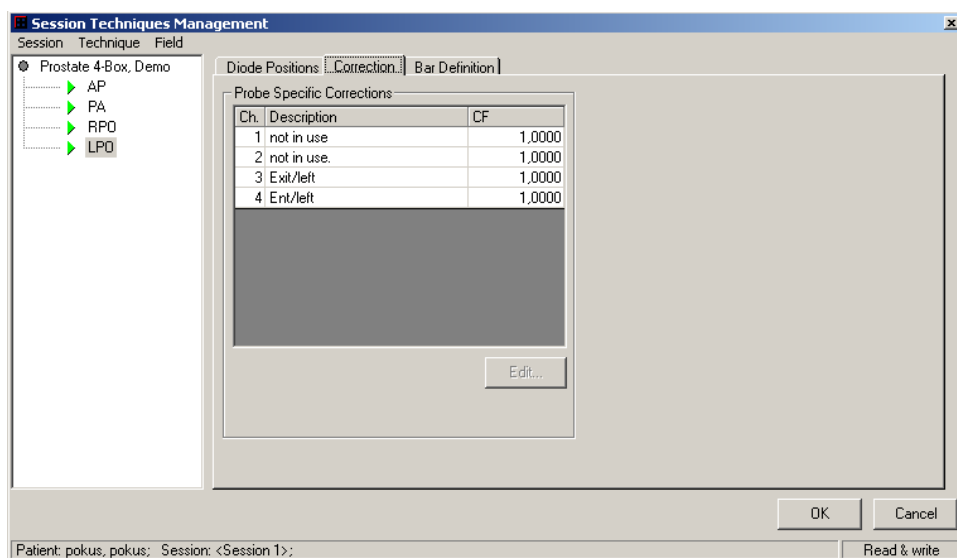 Session Techniques Management
Session Technique Field
Prostate 4-Box, Demo
AP
PA
RPO
LPO
Diode Positions Correction Bar Definition
Probe Specific Corrections
Ch. Description CF
1 not in use 1,0000
2 not in use. 1,0000
3 Exit/left 1,0000
4 Ent/left 1,0000
Edit...
OK Cancel
Patient: pokus, pokus; Session: <Session 1>; Read & write